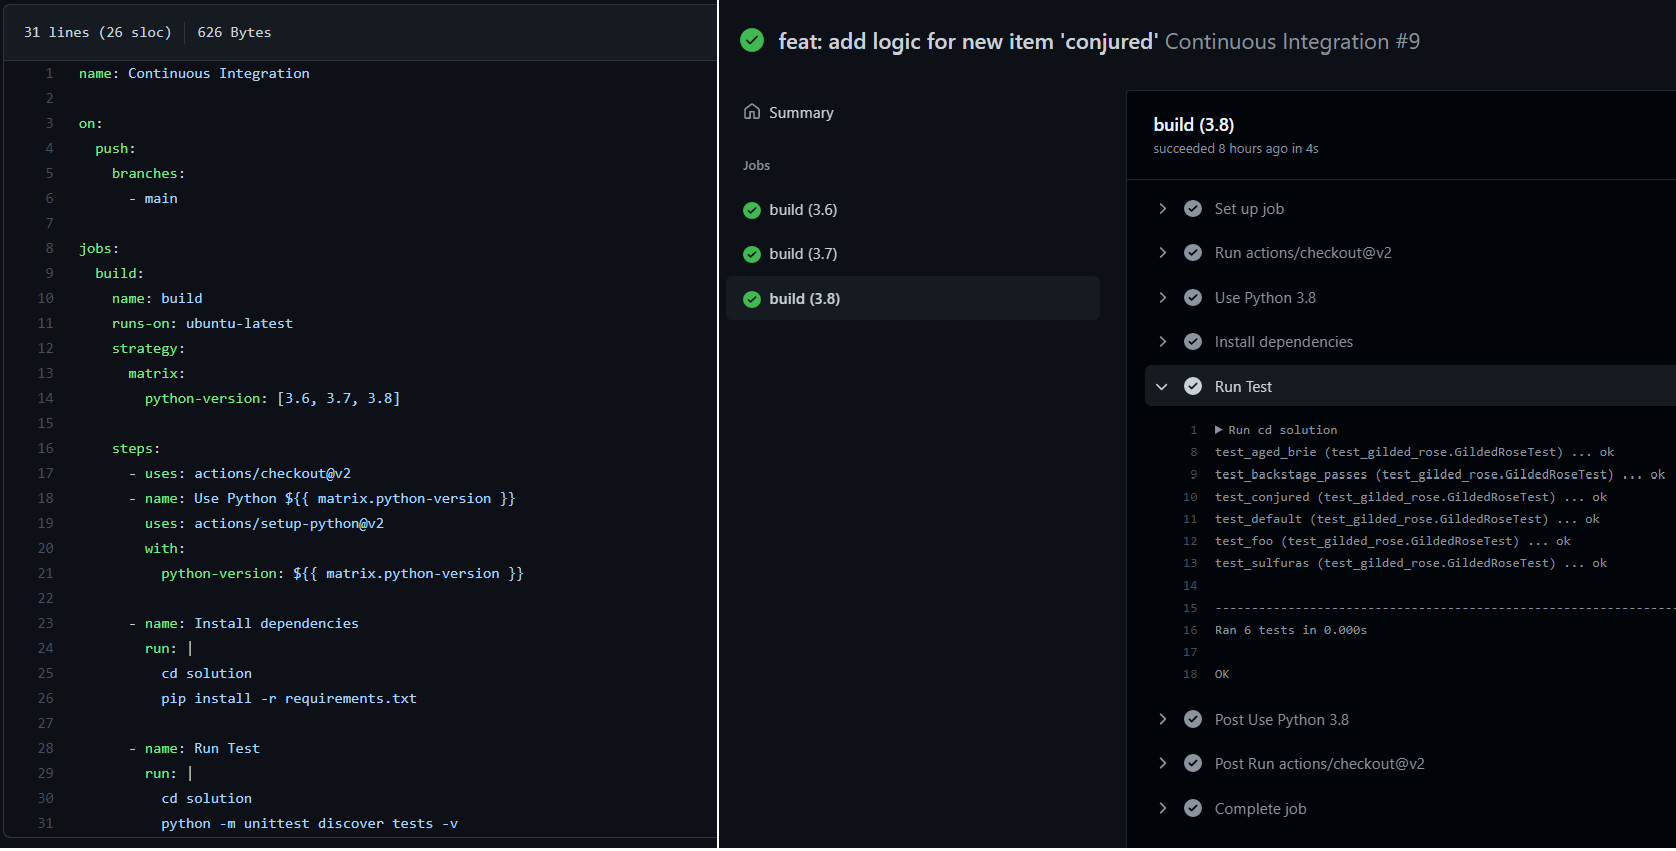 31 lines (26 sloc) 626 Bytes
1 name: Continuous Integration
2
3 on:
4 push:
5 branches:
6 - main
7
8 jobs:
9 build:
10 name: build
11 runs-on: ubuntu-latest
12 strategy:
13 matrix:
14 python-version: [3.6, 3.7, 3.8]
15
16 steps:
17 - uses: actions/checkout@v2
18 - name: Use Python ${{ matrix.python-version }}
19 uses: actions/setup-python@v2
20 with:
21 python-version: ${{ matrix.python-version }}
22
23 - name: Install dependencies
24 run: |
25 cd solution
26 pip install -r requirements.txt
27
28 - name: Run Test
29 run: |
30 cd solution
31 python -m unittest discover tests -v
feat: add logic for new item 'conjured' Continuous Integration #9
Summary
Jobs
build (3.6)
build (3.7)
build (3.8)
build (3.8)
succeeded 8 hours ago in 4s
Set up job
Run actions/checkout@v2
Use Python 3.8
Install dependencies
Run Test
1 Run cd solution
8 test_aged_brie (test_gilded_rose.GildedRoseTest) ... ok
9 test_backstage_passes (test_gilded_rose.GildedRoseTest) ... ok
10 test_conjured (test_gilded_rose.GildedRoseTest) ... ok
11 test_default (test_gilded_rose.GildedRoseTest) ... ok
12 test_foo (test_gilded_rose.GildedRoseTest) ... ok
13 test_sulfuras (test_gilded_rose.GildedRoseTest) ... ok
14
15 ----------------------------------------------------------------------
16 Ran 6 tests in 0.000s
17
18 OK
Post Use Python 3.8
Post Run actions/checkout@v2
Complete job